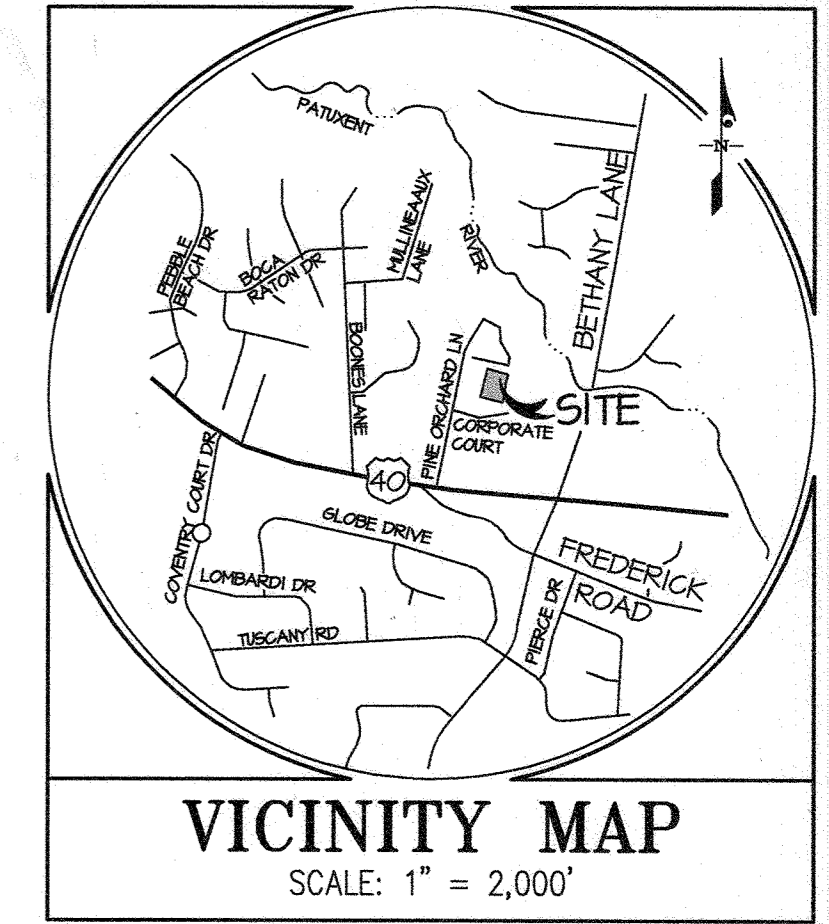 PATUXENT
RIVER
N
BETHANY LANE
MULLINEAAUX
LANE
PEBBLE
BEACH DR
BOCA
RATON DR
BOONES LANE
PINE ORCHARD LN
SITE
CORPORATE
COURT
40
COVENTRY COURT DR
GLOBE DRIVE
FREDERICK
ROAD
LOMBARDI DR
PIERCE DR
TUSCANY RD
VICINITY MAP
SCALE: 1" = 2,000'